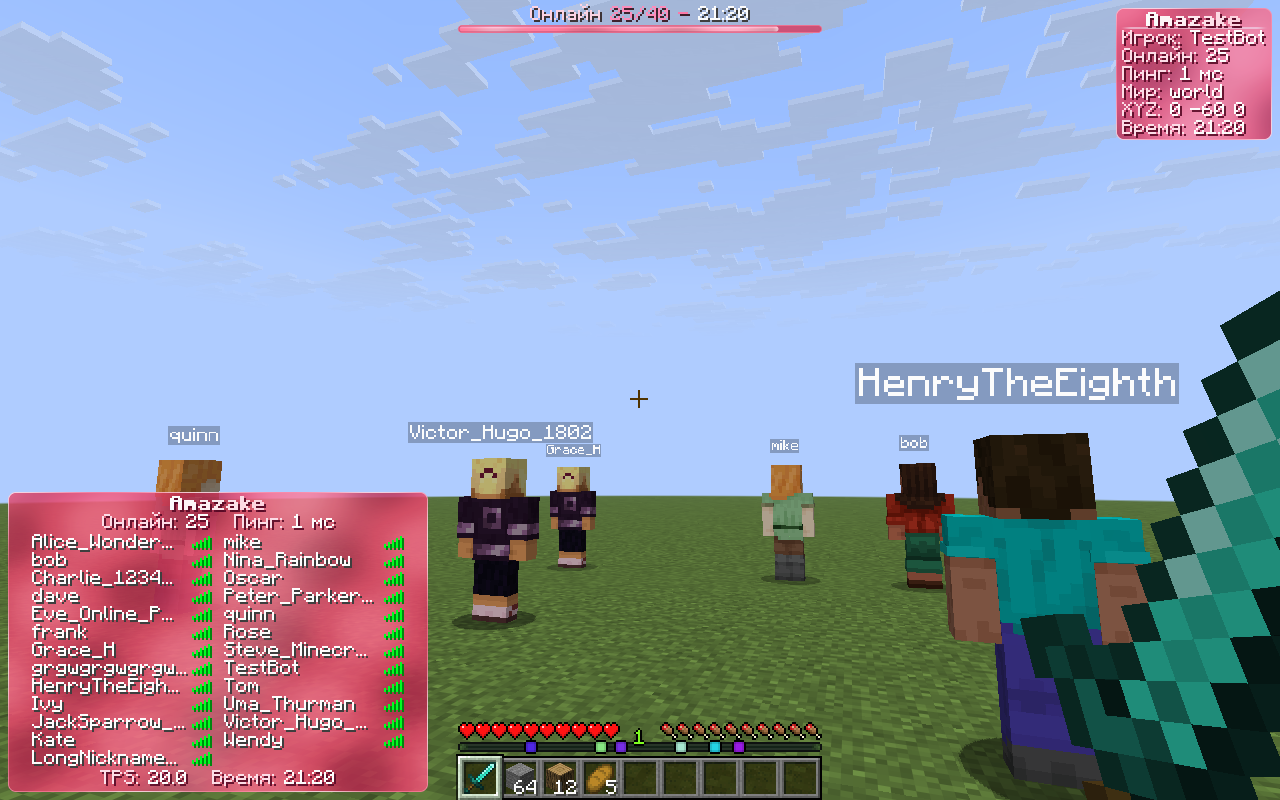 Онлайн 25/40 - 21:20
Amazake
Игрок: TestBot
Онлайн: 25
Пинг: 1 мс
Мир: world
XYZ: 0 -60 0
Время: 21:20
HenryTheEighth
quinn
Victor_Hugo_1802
Grace_H
mike
bob
Amazake
Онлайн: 25 Пинг: 1 мс
Alice_Wonder... mike
bob Nina_Rainbow
Charlie_1234... Oscar
dave Peter_Parker...
Eve_Online_P... quinn
frank Rose
Grace_H Steve_Minecr...
grgwgrgwgrgw... TestBot
HenryTheEigh... Tom
Ivy Uma_Thurman
JackSparrow_... Victor_Hugo_...
Kate Wendy
LongNickname...
TPS: 20.0 Время: 21:20
1
64 12 5